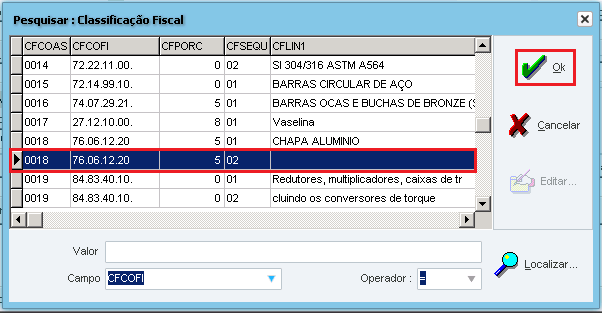 Pesquisar : Classificação Fiscal
CFCOAS CFCOFI CFPORC CFSEQU CFLIN1
0014 72.22.11.00. 0 02 SI 304/316 ASTM A564
0015 72.14.99.10. 0 01 BARRAS CIRCULAR DE AÇO
0016 74.07.29.21. 5 01 BARRAS OCAS E BUCHAS DE BRONZE (S
0017 27.12.10.00. 8 01 Vaselina
0018 76.06.12.20 5 01 CHAPA ALUMINIO
0018 76.06.12.20 5 02
0019 84.83.40.10. 0 01 Redutores, multiplicadores, caixas de tr
0019 84.83.40.10. 0 02 cluindo os conversores de torque
Ok
Cancelar
Editar...
Valor
Campo CFCOFI Operador : =
Localizar...